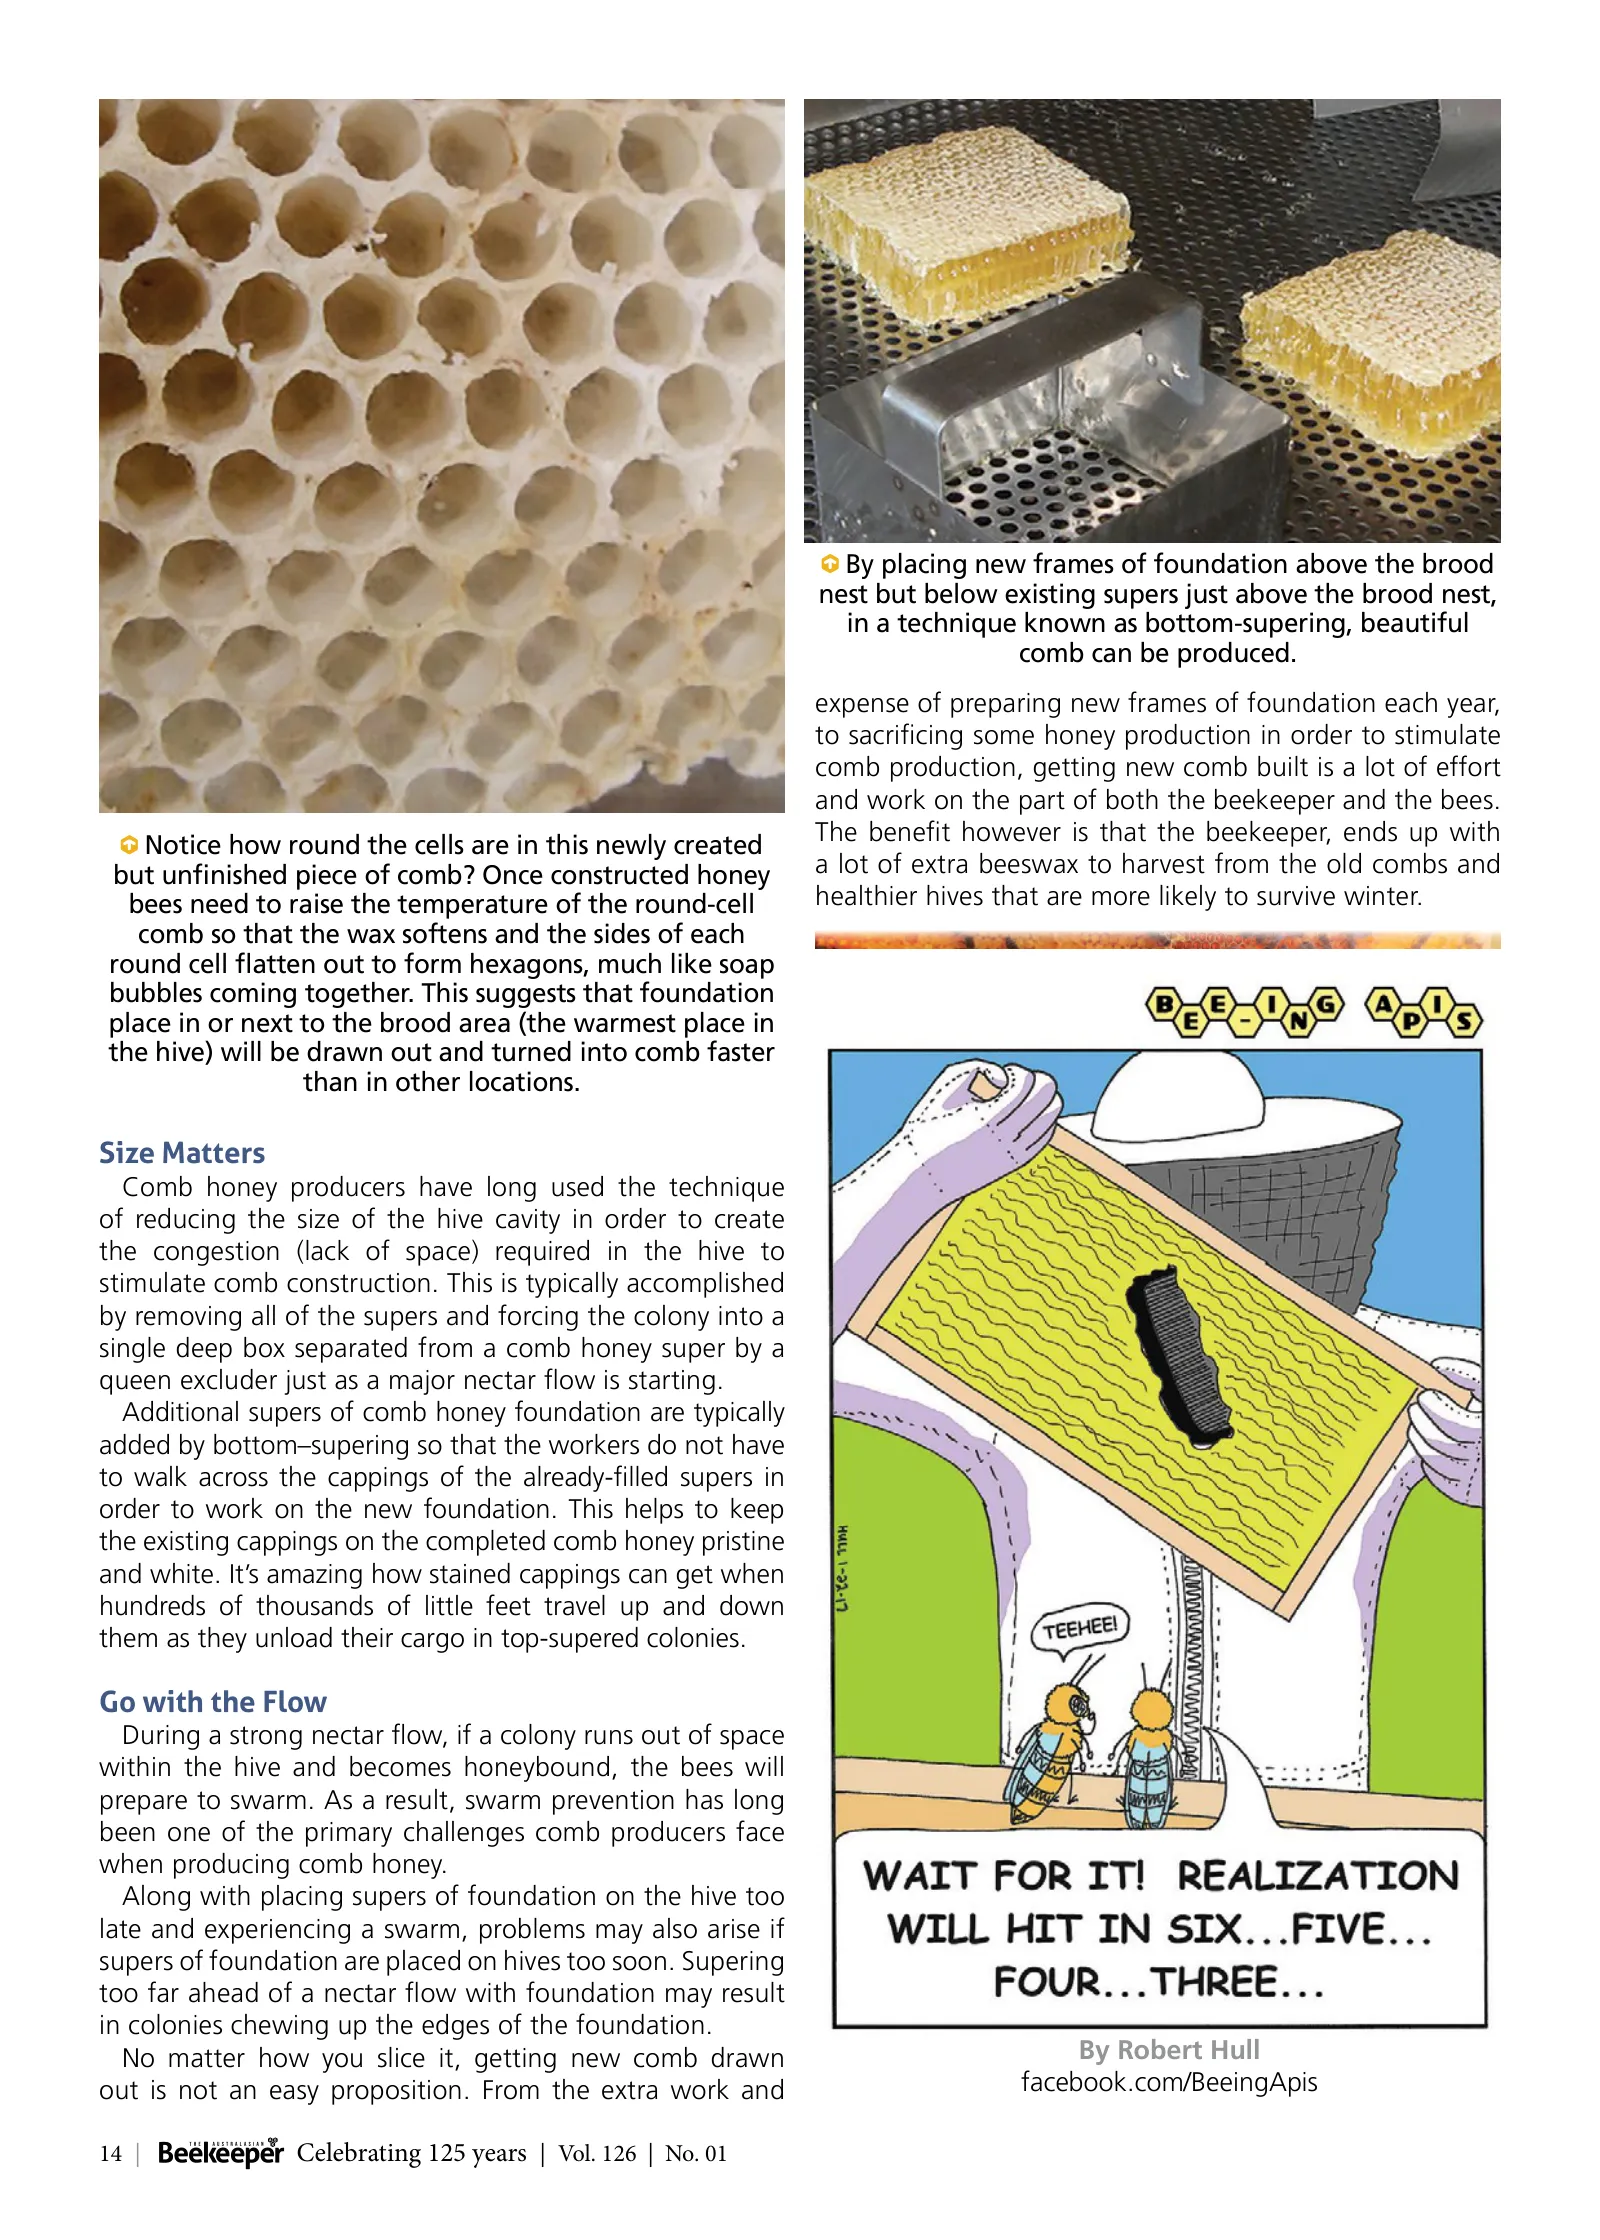 Notice how round the cells are in this newly created
but unfinished piece of comb? Once constructed honey
bees need to raise the temperature of the round-cell
comb so that the wax softens and the sides of each
round cell flatten out to form hexagons, much like soap
bubbles coming together. This suggests that foundation
place in or next to the brood area (the warmest place in
the hive) will be drawn out and turned into comb faster
than in other locations.
Size Matters
Comb honey producers have long used the technique
of reducing the size of the hive cavity in order to create
the congestion (lack of space) required in the hive to
stimulate comb construction. This is typically accomplished
by removing all of the supers and forcing the colony into a
single deep box separated from a comb honey super by a
queen excluder just as a major nectar flow is starting.
Additional supers of comb honey foundation are typically
added by bottom–supering so that the workers do not have
to walk across the cappings of the already-filled supers in
order to work on the new foundation. This helps to keep
the existing cappings on the completed comb honey pristine
and white. It’s amazing how stained cappings can get when
hundreds of thousands of little feet travel up and down
them as they unload their cargo in top-supered colonies.
Go with the Flow
During a strong nectar flow, if a colony runs out of space
within the hive and becomes honeybound, the bees will
prepare to swarm. As a result, swarm prevention has long
been one of the primary challenges comb producers face
when producing comb honey.
Along with placing supers of foundation on the hive too
late and experiencing a swarm, problems may also arise if
supers of foundation are placed on hives too soon. Supering
too far ahead of a nectar flow with foundation may result
in colonies chewing up the edges of the foundation.
No matter how you slice it, getting new comb drawn
out is not an easy proposition. From the extra work and
By placing new frames of foundation above the brood
nest but below existing supers just above the brood nest,
in a technique known as bottom-supering, beautiful
comb can be produced.
expense of preparing new frames of foundation each year,
to sacrificing some honey production in order to stimulate
comb production, getting new comb built is a lot of effort
and work on the part of both the beekeeper and the bees.
The benefit however is that the beekeeper, ends up with
a lot of extra beeswax to harvest from the old combs and
healthier hives that are more likely to survive winter.
BEE-ING APIS
HULL 1-22-17
TEEHEE!
WAIT FOR IT! REALIZATION
WILL HIT IN SIX...FIVE...
FOUR...THREE...
By Robert Hull
facebook.com/BeeingApis
14 | THE AUSTRALASIAN Beekeeper Celebrating 125 years | Vol. 126 | No. 01